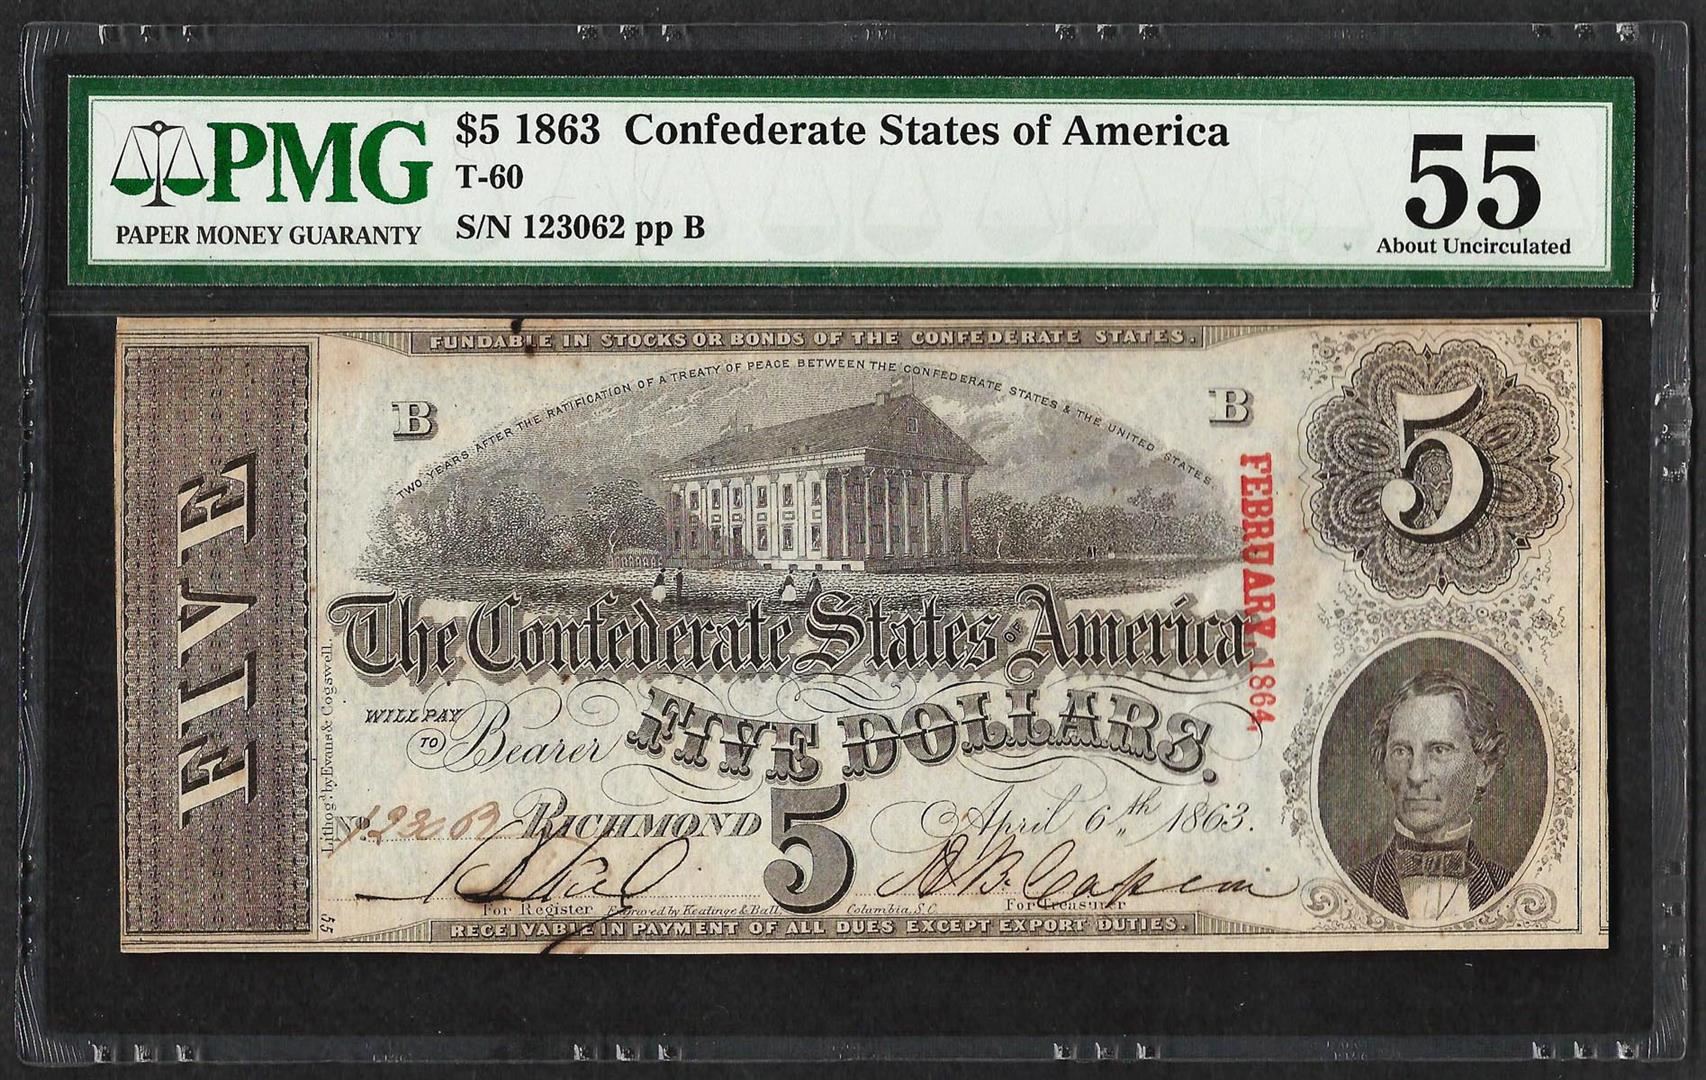 PMG
PAPER MONEY GUARANTY
$5 1863 Confederate States of America
T-60
S/N 123062 pp B
55
About Uncirculated
FUNDABLE IN STOCKS OR BONDS OF THE CONFEDERATE STATES.
TWO YEARS AFTER THE RATIFICATION OF A TREATY OF PEACE BETWEEN THE CONFEDERATE STATES & THE UNITED STATES
B
B
5
FIVE
FEBRUARY, 1864,
The Confederate States OF America
WILL PAY
TO Bearer FIVE DOLLARS.
Lithogd. by Evans & Cogswell.
No. RICHMOND 5 April 6th 1863.
For Register Engraved by Keatinge & Ball, Columbia, S.C. For Treasurer
55
RECEIVABLE IN PAYMENT OF ALL DUES EXCEPT EXPORT DUTIES.